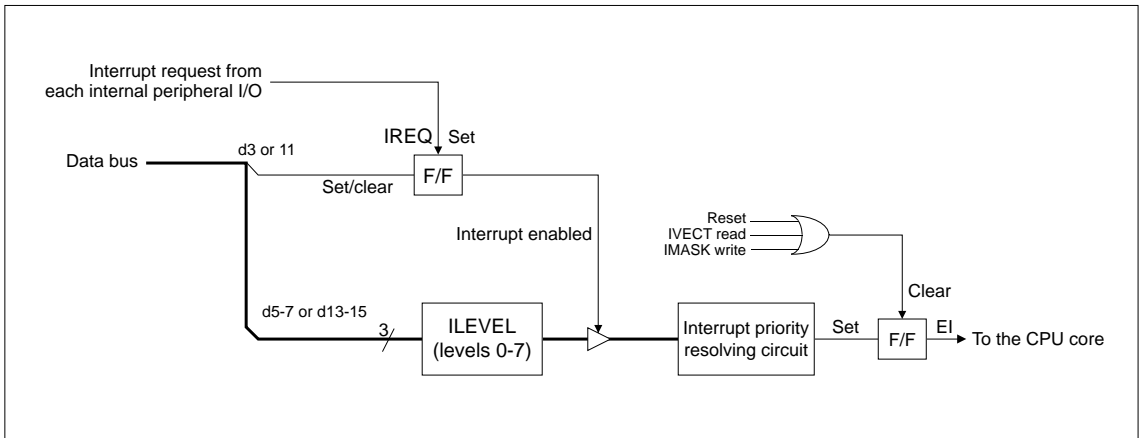 Interrupt request from
each internal peripheral I/O
IREQ Set
Data bus
d3 or 11
F/F
Set/clear
Reset
IVECT read
IMASK write
Interrupt enabled
Clear
d5-7 or d13-15
3
ILEVEL
(levels 0-7)
Interrupt priority
resolving circuit
Set
F/F
EI
To the CPU core